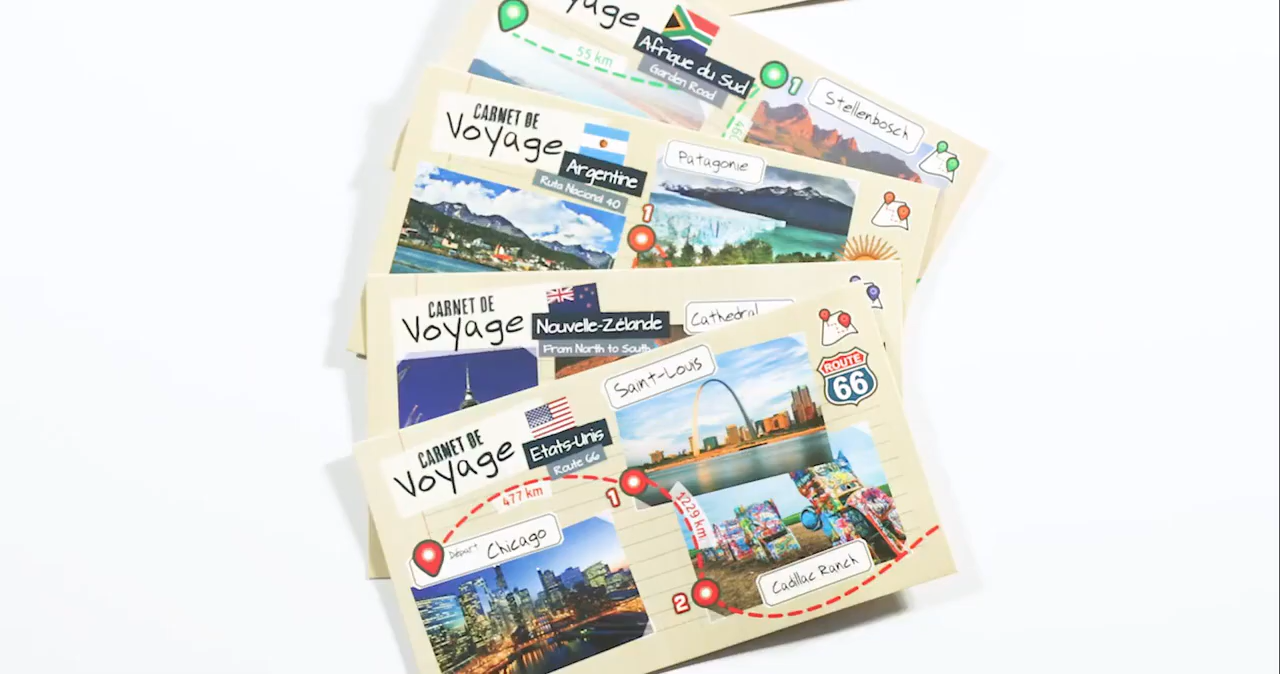 Voyage
Afrique du Sud
Garden Road
55 km
1
Stellenbosch
CARNET DE
Voyage
Argentine
Ruta Nacional 40
Patagonie
1
CARNET DE
Voyage
Nouvelle-Zélande
From North to South
Cathedral
CARNET DE
Voyage
Etats-Unis
Route 66
Saint-Louis
ROUTE
66
477 km
1
1229 km
Départ
Chicago
2
Cadillac Ranch